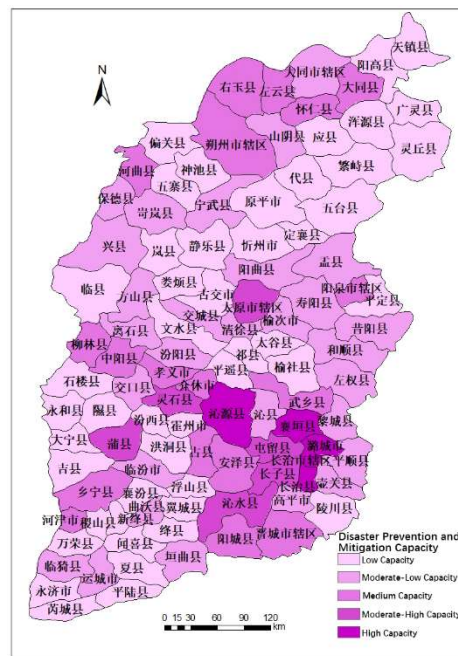 天镇县
阳高县
大同市辖区
大同县
右玉县
左云县
怀仁县
广灵县
浑源县
灵丘县
山阴县
应县
朔州市辖区
偏关县
神池县
繁峙县
代县
河曲县
五寨县
保德县
宁武县
原平市
五台县
岢岚县
定襄县
忻州市
静乐县
岚县
兴县
阳曲县
盂县
娄烦县
古交市
太原市辖区
阳泉市辖区
平定县
临县
方山县
寿阳县
交城县
清徐县
榆次市
昔阳县
离石县
文水县
太谷县
和顺县
柳林县
中阳县
汾阳县
祁县
孝义市
平遥县
榆社县
左权县
石楼县
交口县
介休市
灵石县
沁源县
沁县
武乡县
黎城县
襄垣县
永和县
隰县
汾西县
霍州市
潞城市
大宁县
蒲县
洪洞县
古县
安泽县
屯留县
长治市辖区
平顺县
长子县
吉县
临汾市
长治县
壶关县
乡宁县
襄汾县
浮山县
沁水县
高平市
陵川县
曲沃县
翼城县
河津市
稷山县
新绛县
绛县
阳城县
晋城市辖区
万荣县
闻喜县
垣曲县
临猗县
夏县
运城市
永济市
平陆县
芮城县
N
0 15 30 60 90 120
km
Disaster Prevention and
Mitigation Capacity
Low Capacity
Moderate-Low Capacity
Medium Capacity
Moderate-High Capacity
High Capacity